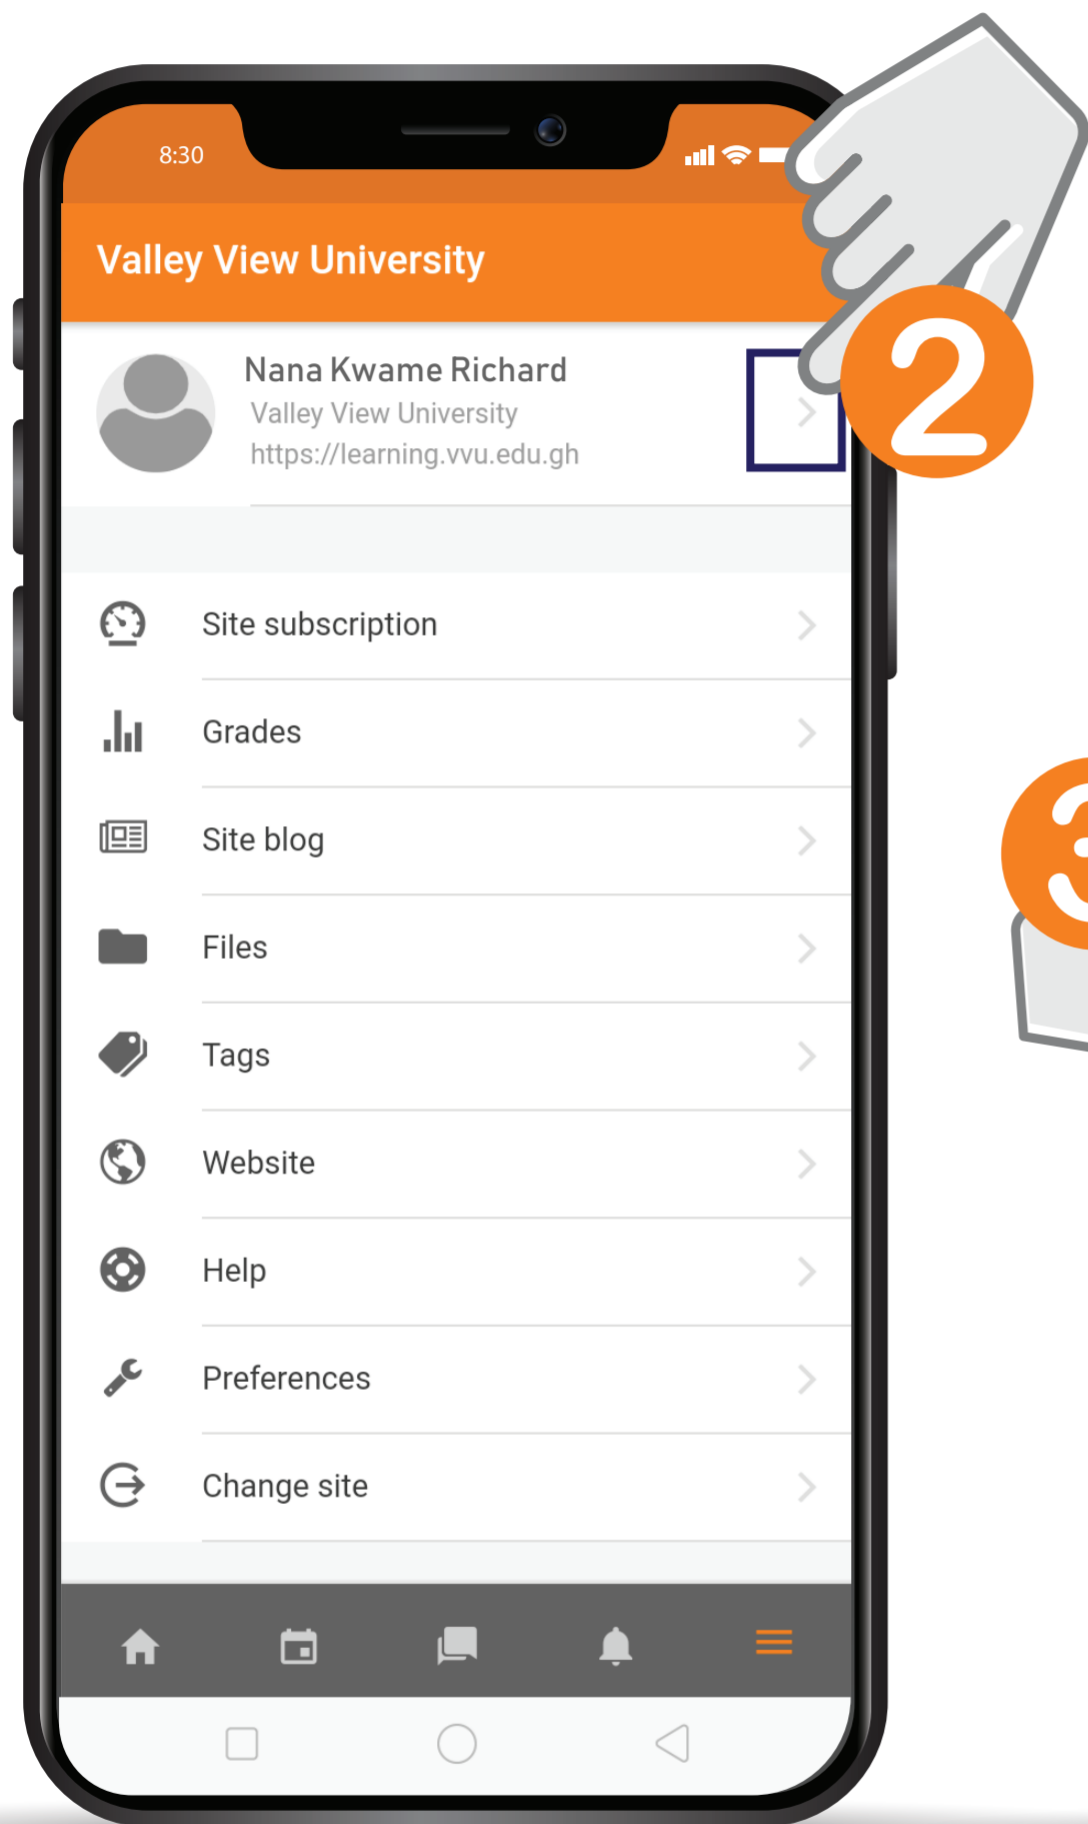 8:30
Valley View University
Nana Kwame Richard
Valley View University
https://learning.vvu.edu.gh
2
Site subscription
Grades
Site blog
3
Files
Tags
Website
Help
Preferences
Change site